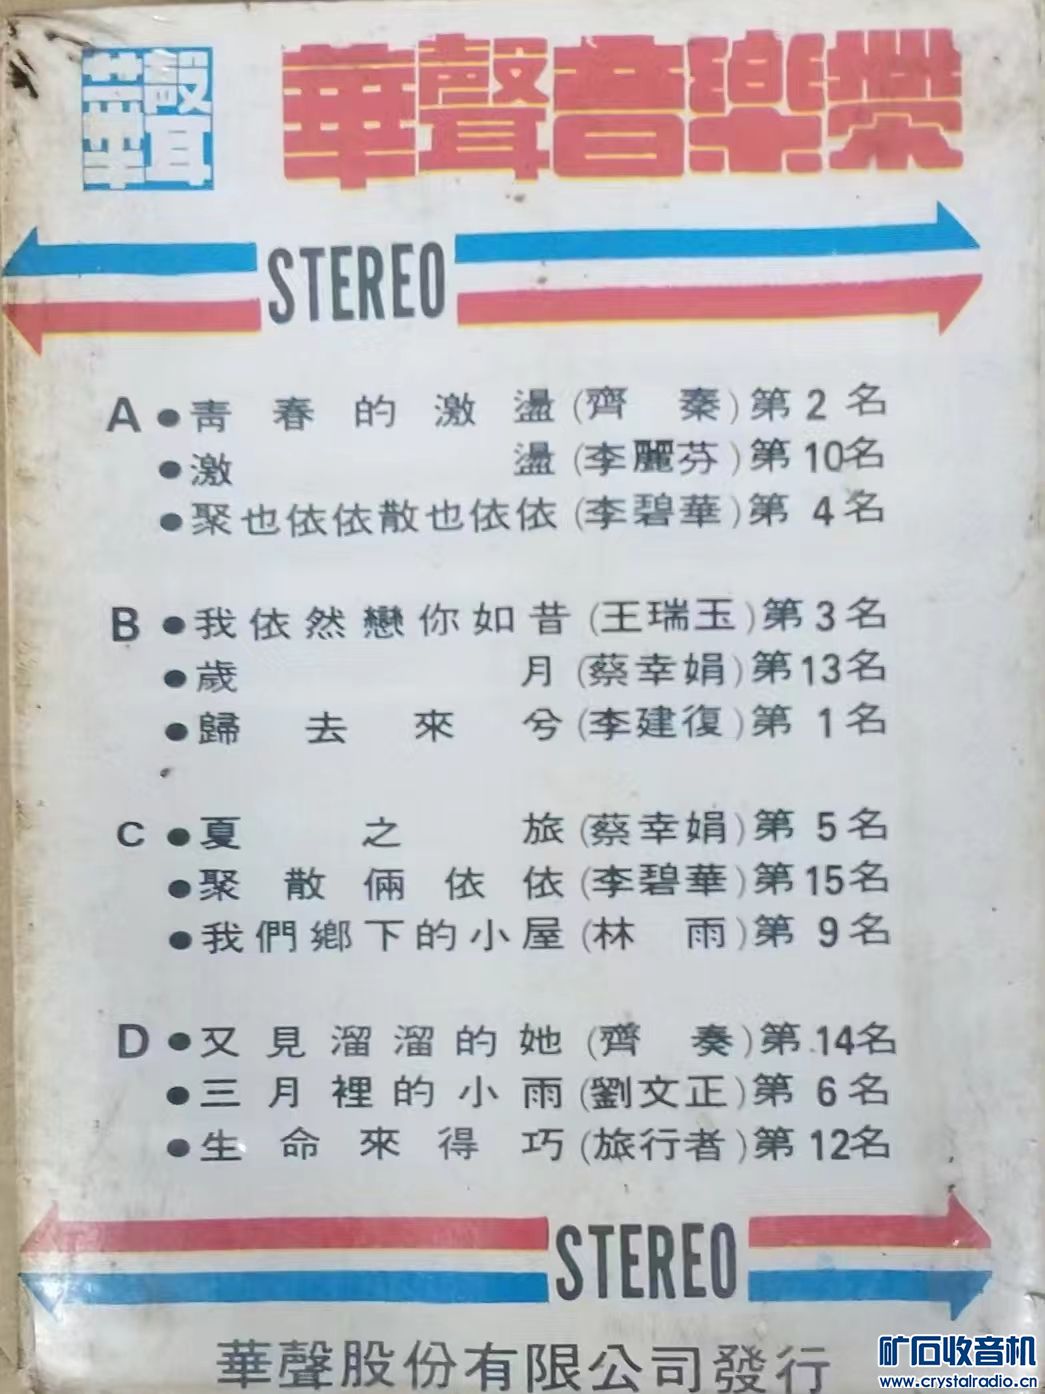 華聲 華聲音樂榮
STEREO
A●青春的激盪(齊秦)第2名
●激盪(李麗芬)第10名
●聚也依依散也依依(李碧華)第4名
B●我依然戀你如昔(王瑞玉)第3名
●歲月(蔡幸娟)第13名
●歸去來兮(李建復)第1名
C●夏之旅(蔡幸娟)第5名
●聚散倆依依(李碧華)第15名
●我們鄉下的小屋(林雨)第9名
D●又見溜溜的她(齊奏)第14名
●三月裡的小雨(劉文正)第6名
●生命來得巧(旅行者)第12名
STEREO
華聲股份有限公司發行
矿石收音机
www.crystalradio.cn